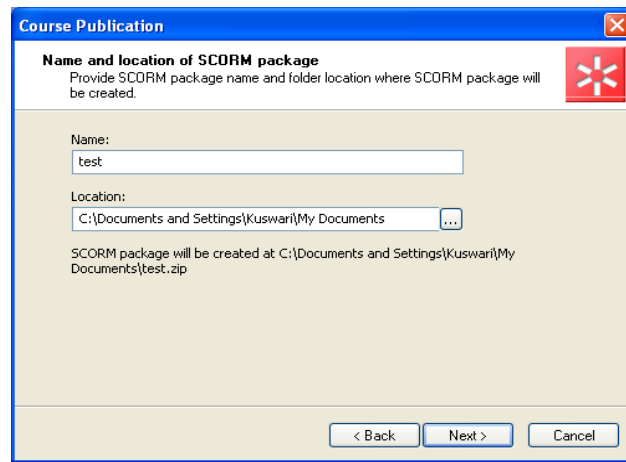 Course Publication
Name and location of SCORM package
Provide SCORM package name and folder location where SCORM package will
be created.
Name:
test
Location:
C:\Documents and Settings\Kuswari\My Documents
...
SCORM package will be created at C:\Documents and Settings\Kuswari\My
Documents\test.zip
< Back
Next >
Cancel